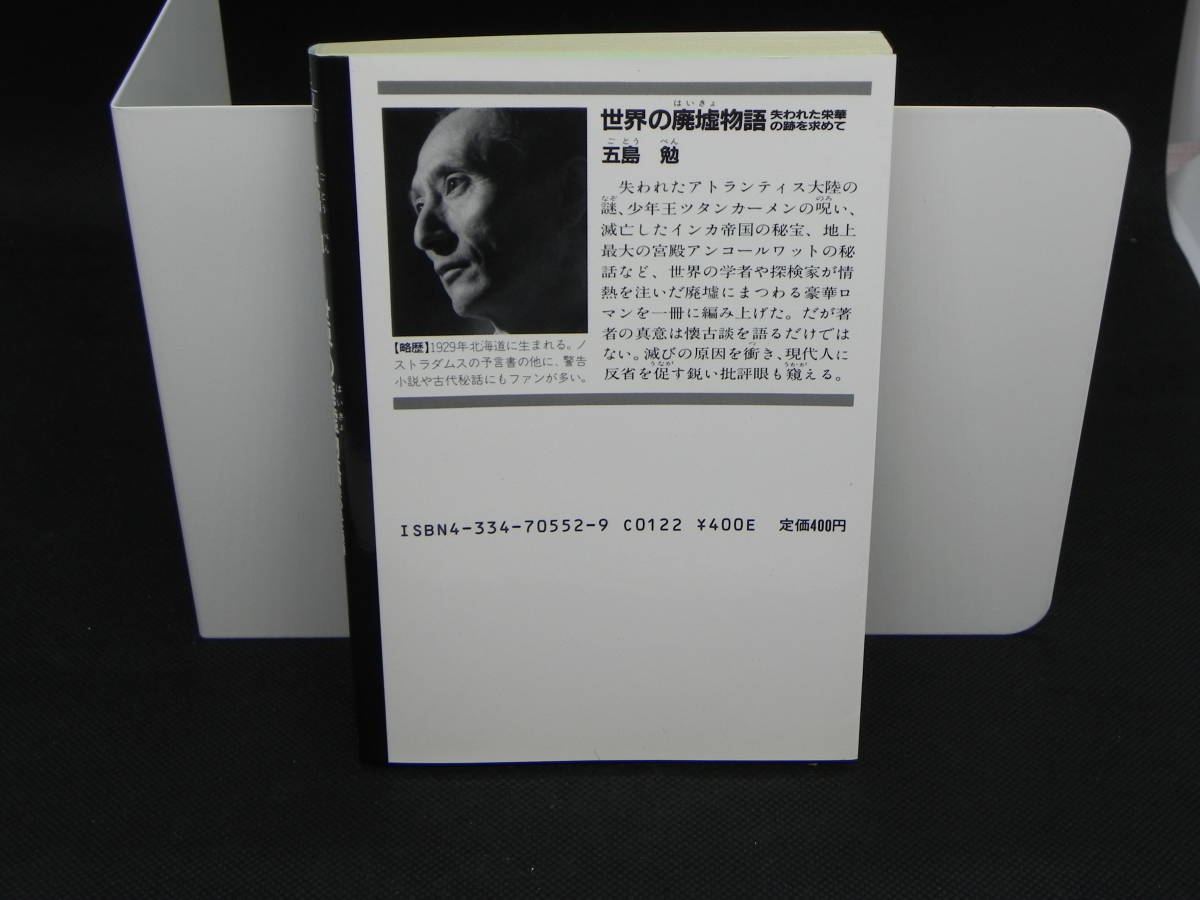 はいきょ
世界の廃墟物語 失われた栄華
の跡を求めて
ごとう べん
五島 勉
失われたアトランティス大陸の
なぞ のろ
謎、少年王ツタンカーメンの呪い、
滅亡したインカ帝国の秘宝、地上
最大の宮殿アンコールワットの秘
話など、世界の学者や探検家が情
熱を注いだ廃墟にまつわる豪華ロ
マンを一冊に編み上げた。だが著
者の真意は懐古談を語るだけでは
つ
ない。滅びの原因を衝き、現代人に
うなが うかが
反省を促す鋭い批評眼も窺える。
【略歴】1929年北海道に生まれる。ノ
ストラダムスの予言書の他に、警告
小説や古代秘話にもファンが多い。
ISBN4-334-70552-9 C0122 ¥400E 定価400円